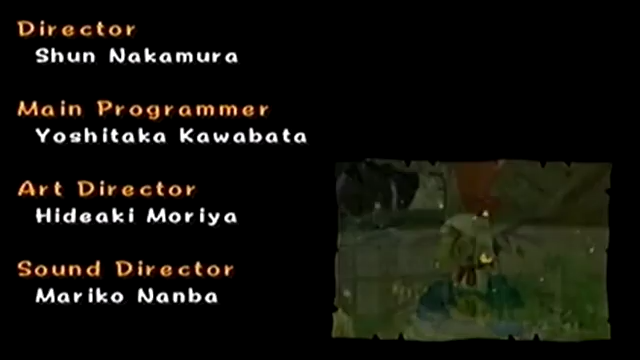 Director
Shun Nakamura
Main Programmer
Yoshitaka Kawabata
Art Director
Hideaki Moriya
Sound Director
Mariko Nanba